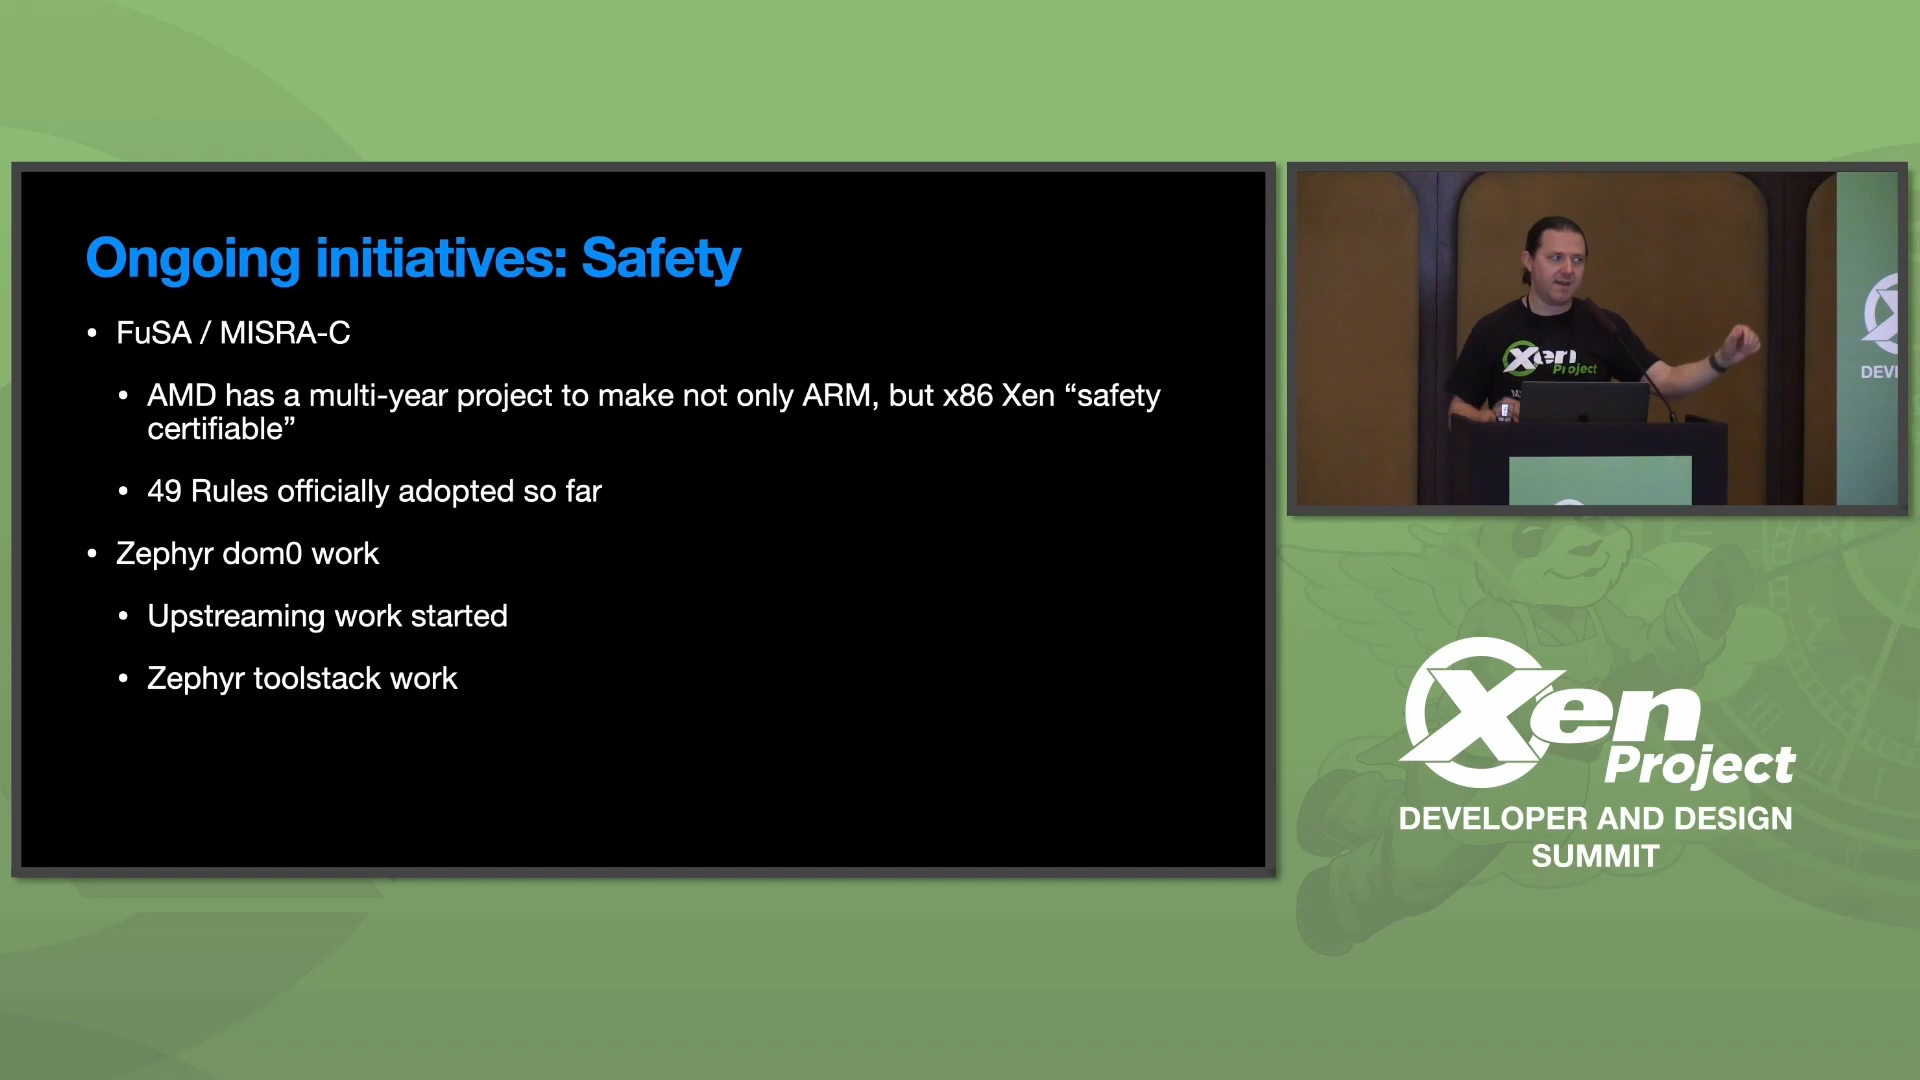 Ongoing initiatives: Safety
• FuSA / MISRA-C
• AMD has a multi-year project to make not only ARM, but x86 Xen “safety
certifiable”
• 49 Rules officially adopted so far
• Zephyr dom0 work
• Upstreaming work started
• Zephyr toolstack work
Xen
Project
DEVL
Xen
Project
DEVELOPER AND DESIGN
SUMMIT